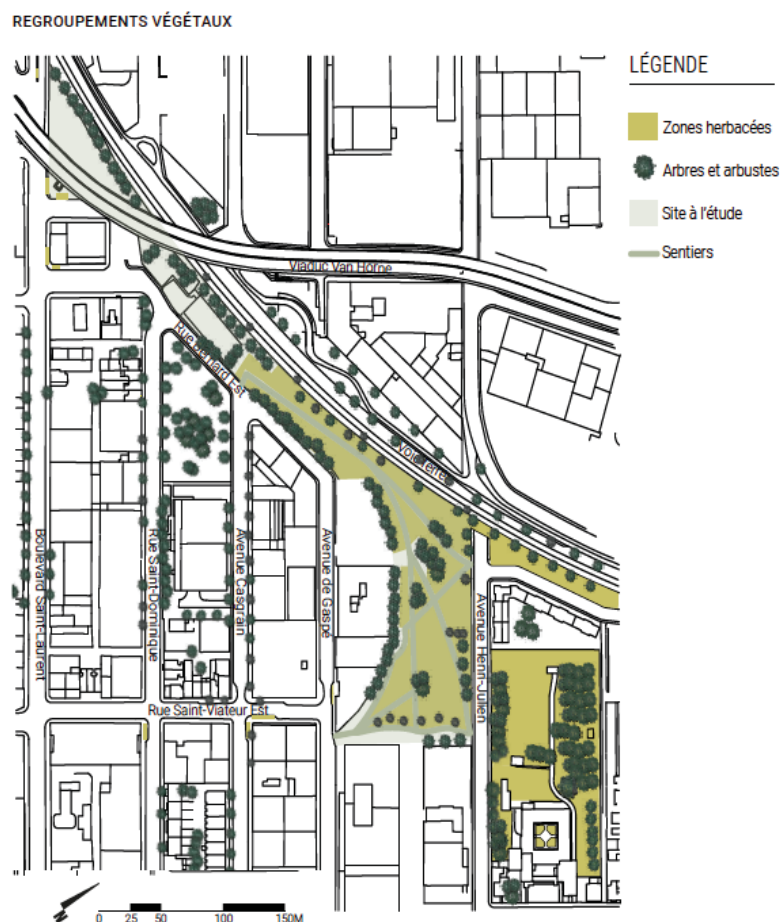 REGROUPEMENTS VÉGÉTAUX
LÉGENDE
Zones herbacées
Arbres et arbustes
Site à l'étude
Sentiers
Viaduc Van Horne
Rue Bernard Est
Voie ferrée
Boulevard Saint-Laurent
Rue Saint-Dominique
Avenue Casgrain
Avenue de Gaspé
Avenue Henri-Julien
Rue Saint-Viateur Est
0 25 50 100 150M